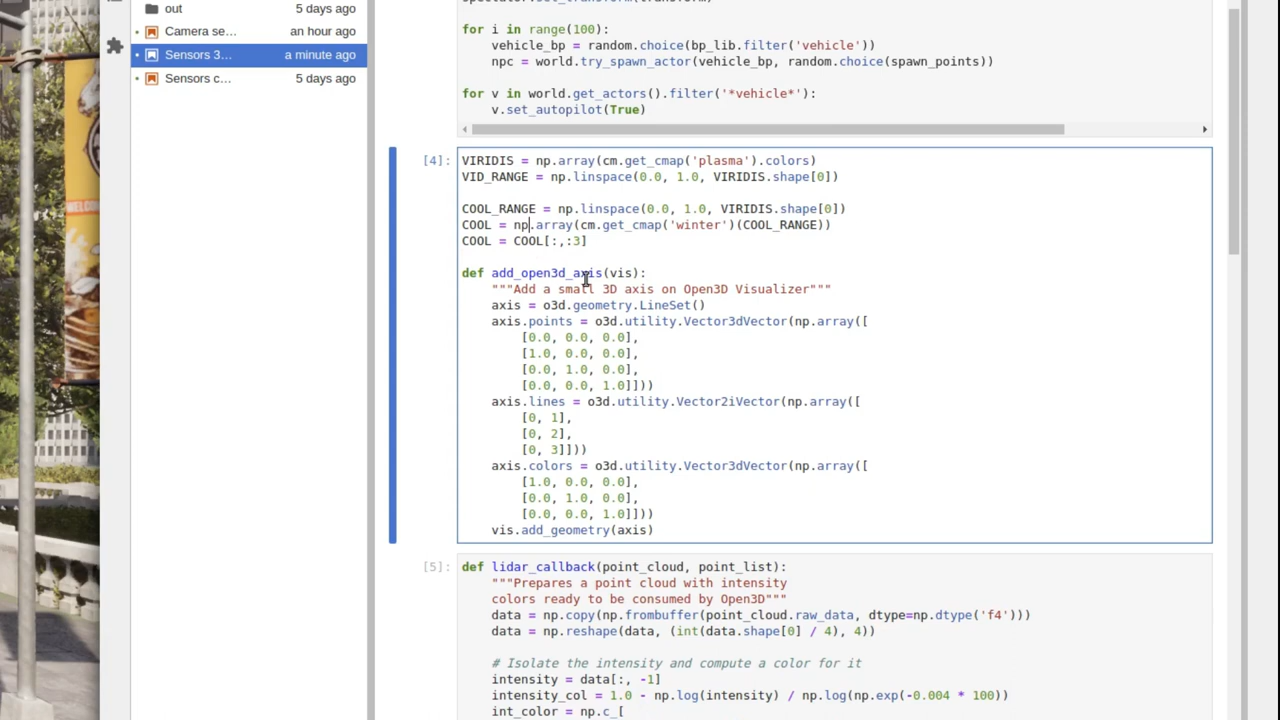 out 5 days ago
Camera se… an hour ago
Sensors 3… a minute ago
Sensors c… 5 days ago
for i in range(100):
vehicle_bp = random.choice(bp_lib.filter('vehicle'))
npc = world.try_spawn_actor(vehicle_bp, random.choice(spawn_points))
for v in world.get_actors().filter('*vehicle*'):
v.set_autopilot(True)
[4]:
VIRIDIS = np.array(cm.get_cmap('plasma').colors)
VID_RANGE = np.linspace(0.0, 1.0, VIRIDIS.shape[0])
COOL_RANGE = np.linspace(0.0, 1.0, VIRIDIS.shape[0])
COOL = np.array(cm.get_cmap('winter')(COOL_RANGE))
COOL = COOL[:,:3]
def add_open3d_axis(vis):
"""Add a small 3D axis on Open3D Visualizer"""
axis = o3d.geometry.LineSet()
axis.points = o3d.utility.Vector3dVector(np.array([
[0.0, 0.0, 0.0],
[1.0, 0.0, 0.0],
[0.0, 1.0, 0.0],
[0.0, 0.0, 1.0]]))
axis.lines = o3d.utility.Vector2iVector(np.array([
[0, 1],
[0, 2],
[0, 3]]))
axis.colors = o3d.utility.Vector3dVector(np.array([
[1.0, 0.0, 0.0],
[0.0, 1.0, 0.0],
[0.0, 0.0, 1.0]]))
vis.add_geometry(axis)
[5]:
def lidar_callback(point_cloud, point_list):
"""Prepares a point cloud with intensity
colors ready to be consumed by Open3D"""
data = np.copy(np.frombuffer(point_cloud.raw_data, dtype=np.dtype('f4')))
data = np.reshape(data, (int(data.shape[0] / 4), 4))
# Isolate the intensity and compute a color for it
intensity = data[:, -1]
intensity_col = 1.0 - np.log(intensity) / np.log(np.exp(-0.004 * 100))
int_color = np.c_[